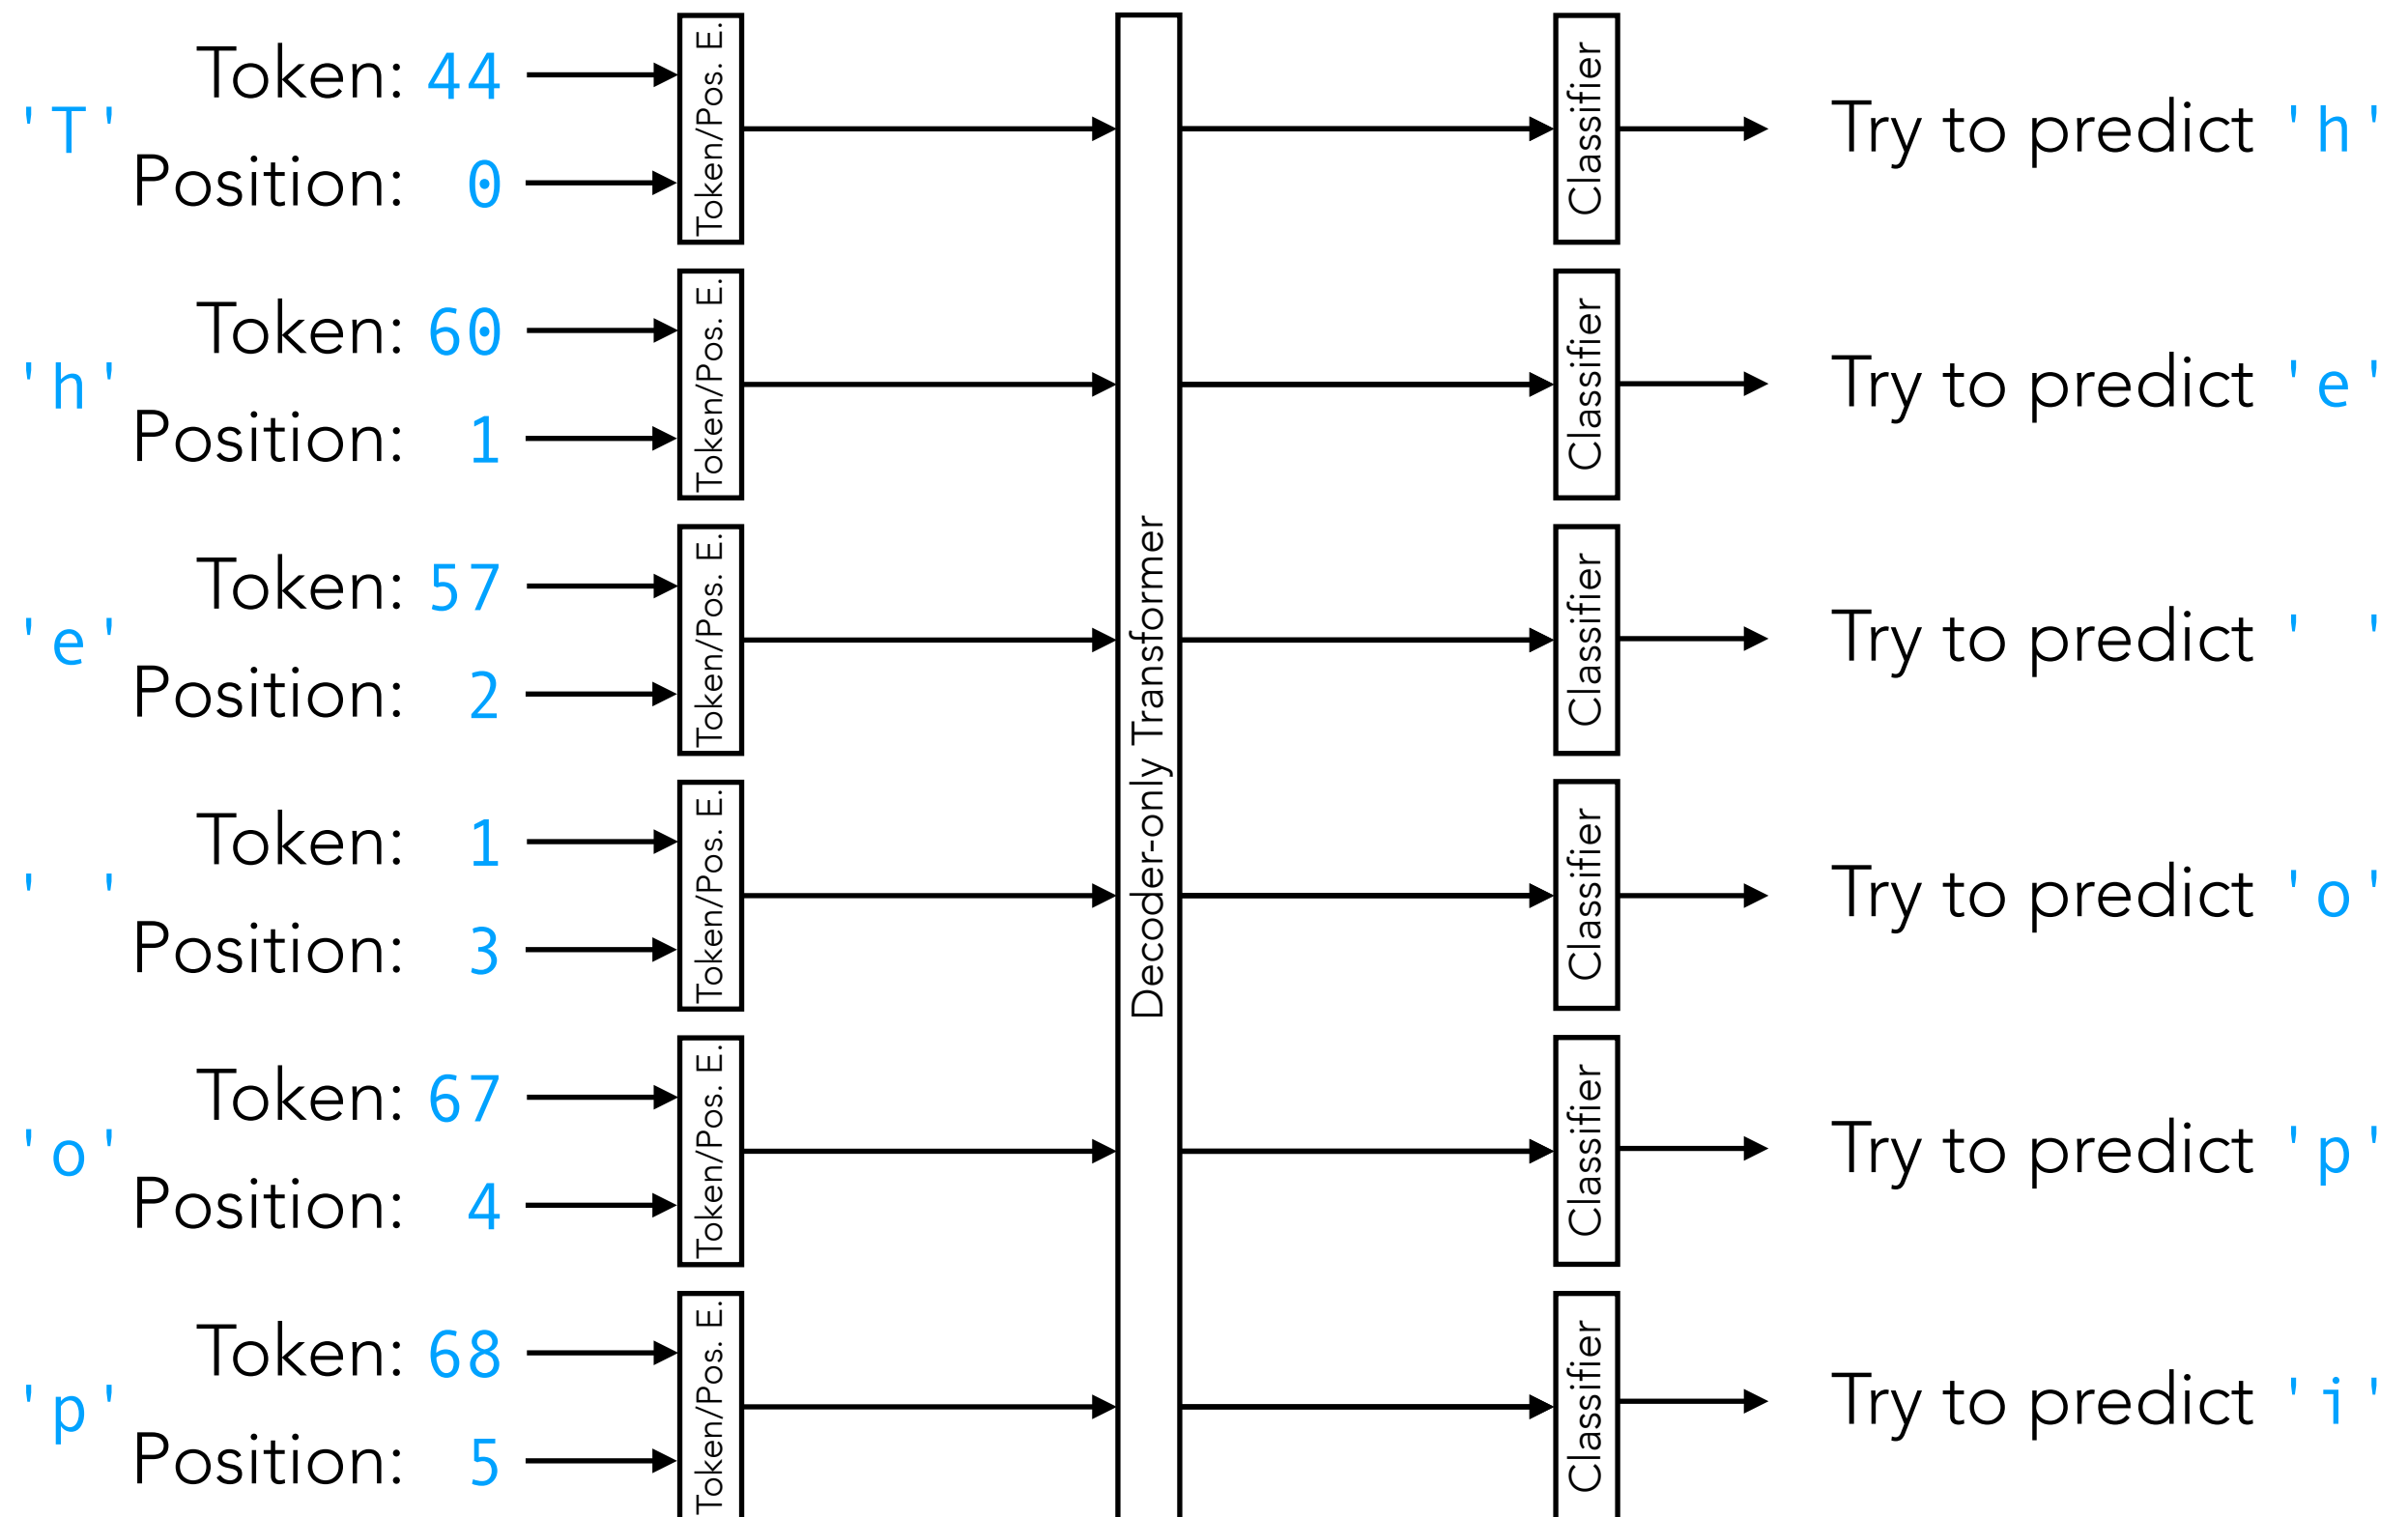 'T'
Token: 44
Position: 0
Token/Pos. E.
Classifier
Try to predict 'h'
'h'
Token: 60
Position: 1
Token/Pos. E.
Classifier
Try to predict 'e'
'e'
Token: 57
Position: 2
Token/Pos. E.
Classifier
Try to predict ' '
' '
Token: 1
Position: 3
Token/Pos. E.
Classifier
Try to predict 'o'
'o'
Token: 67
Position: 4
Token/Pos. E.
Classifier
Try to predict 'p'
'p'
Token: 68
Position: 5
Token/Pos. E.
Classifier
Try to predict 'i'
Decoder-only Transformer